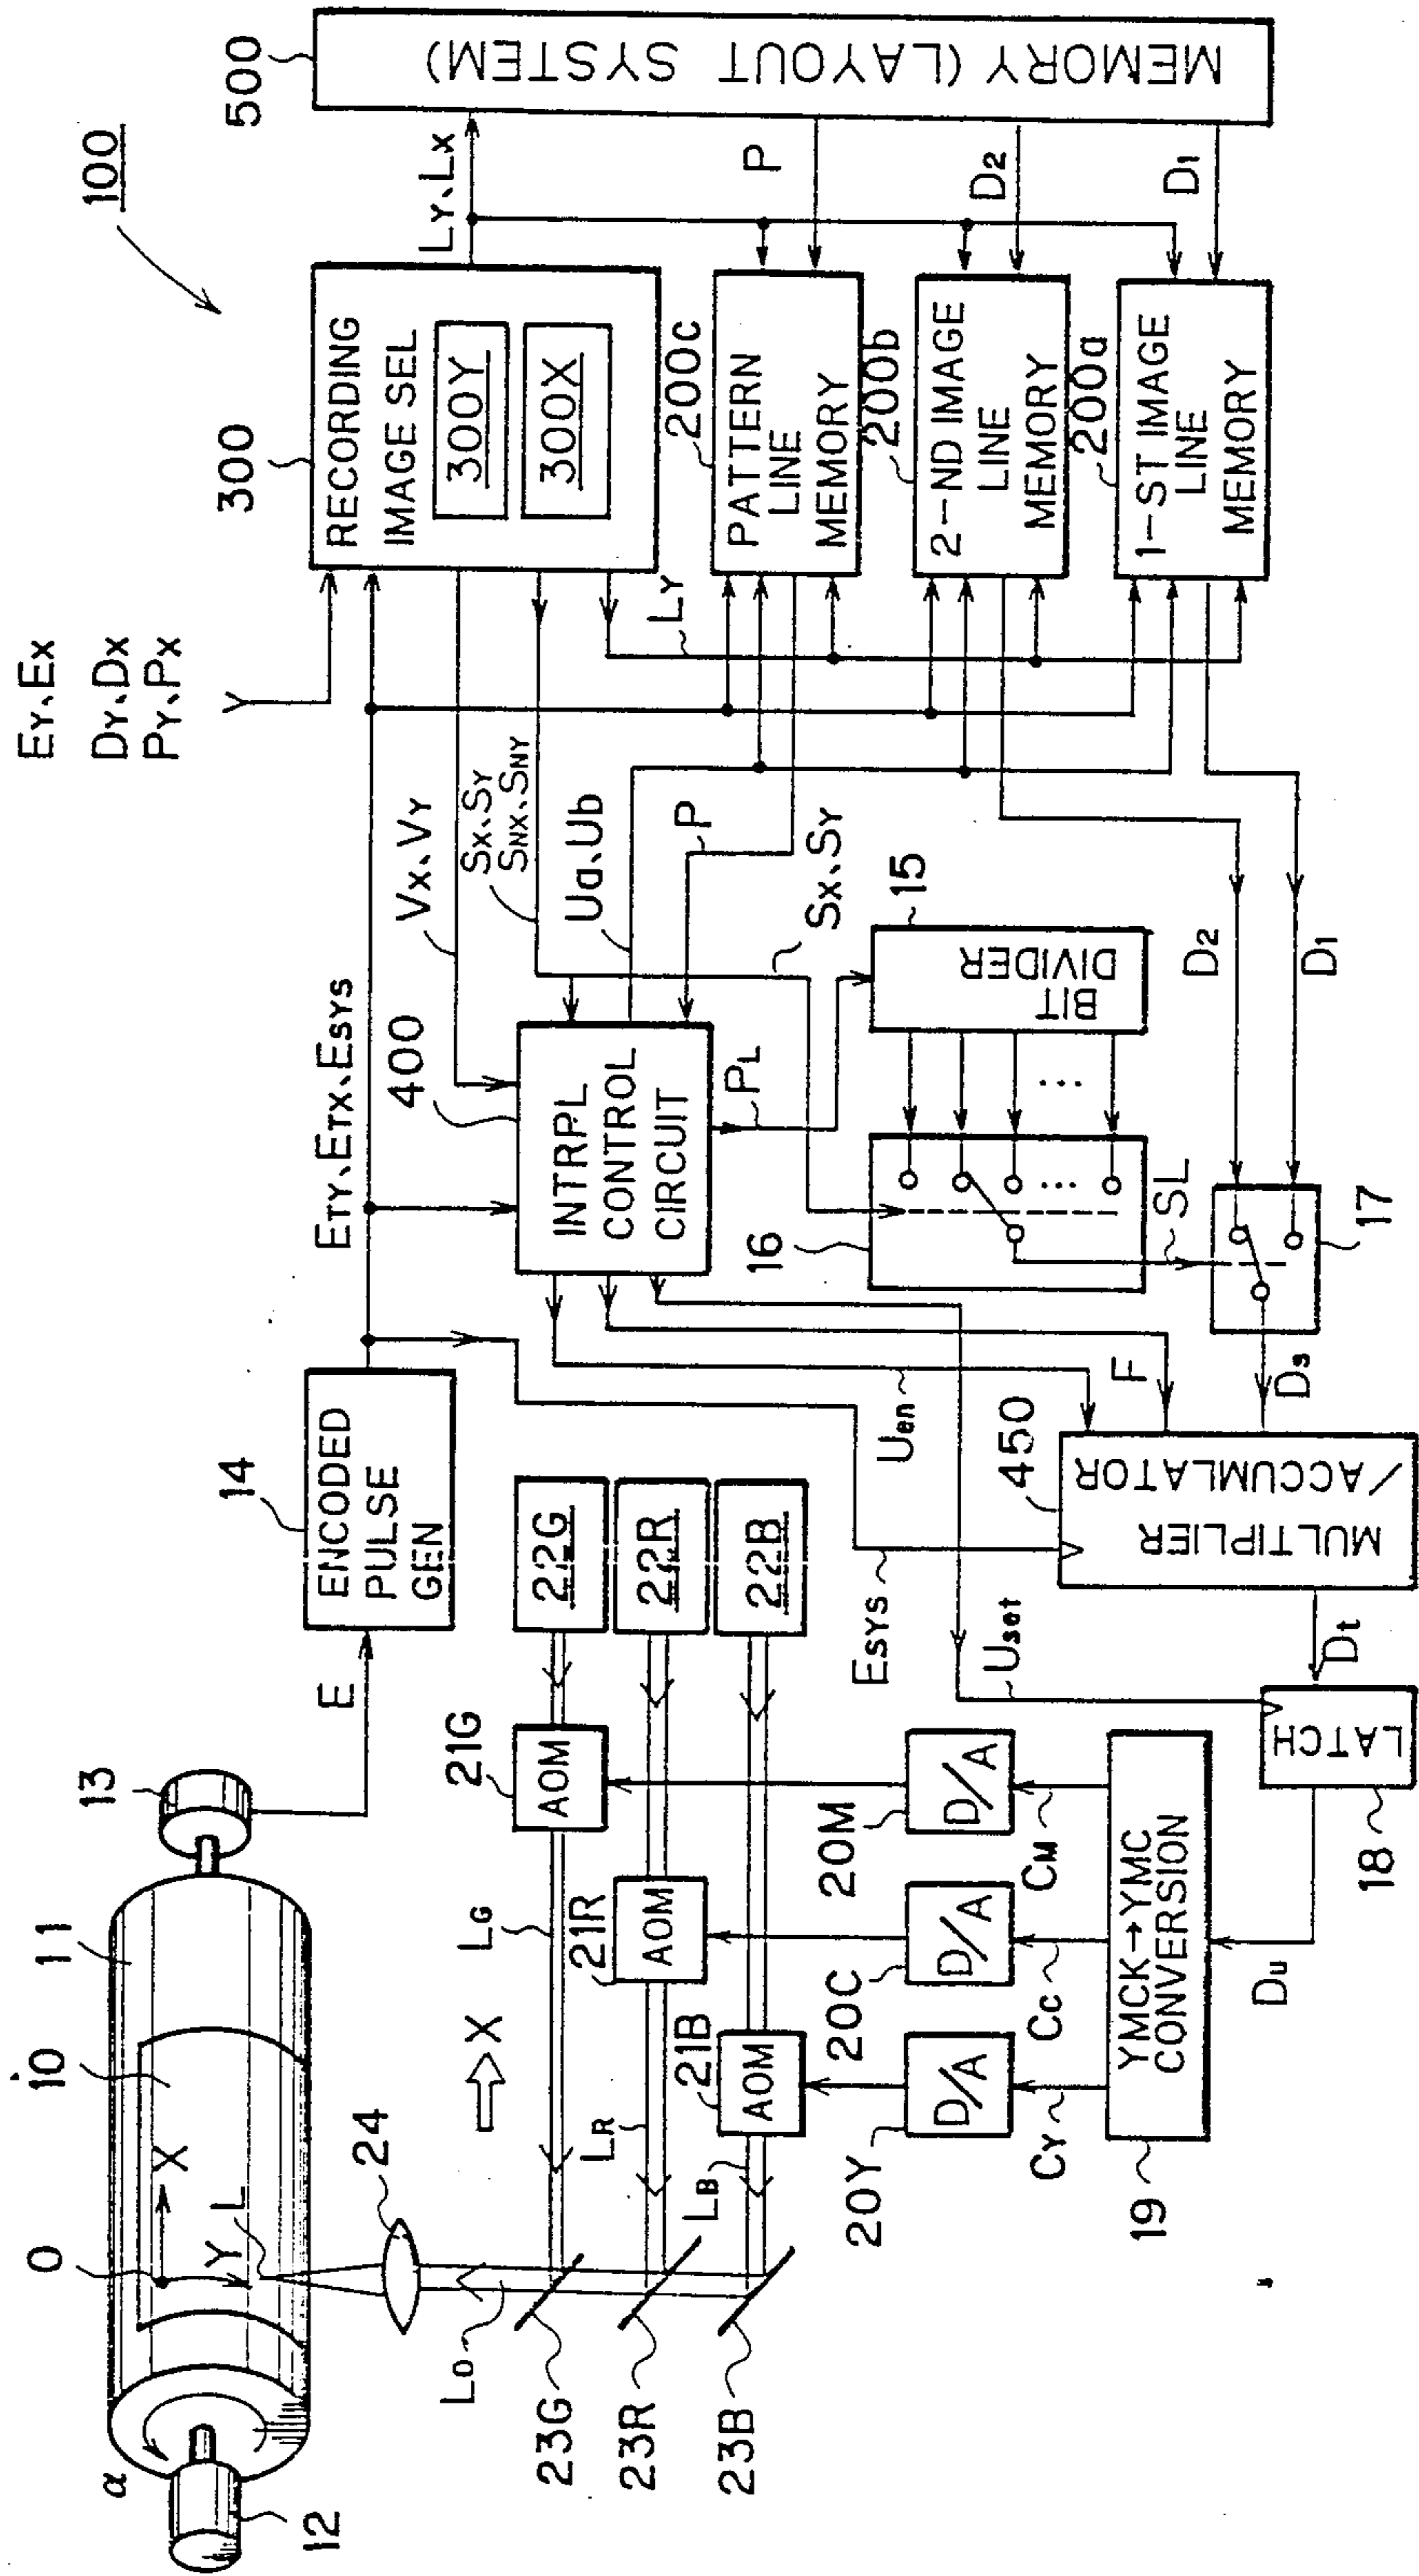 100
α
12
O
X
Y
L
10
11
13
24
LO
E
14
ENCODED
PULSE
GEN
ETY、ETX、ESYS
EY、EX
DY、DX
PY、PX
300
RECORDING
IMAGE SEL
300Y
300X
LY、LX
500
MEMORY (LAYOUT SYSTEM)
VX、VY
SX、SY
SNX、SNY
Ua、Ub
P
LY
400
INTRPL
CONTROL
CIRCUIT
200c
PATTERN
LINE
MEMORY
P
200b
2-ND IMAGE
LINE
MEMORY
D2
200a
1-ST IMAGE
LINE
MEMORY
D1
X
23G
23R
23B
LG
LR
LB
21G
AOM
21R
AOM
21B
AOM
22G
22R
22B
PL
SX、SY
15
BIT
DIVIDER
16
SL
17
D2
D1
Uen
F
Ds
ESYS
Uset
450
MULTIPLIER
/ACCUMLATOR
Dt
LATCH
18
Du
20Y
D/A
20C
D/A
20M
D/A
CY
CC
CM
19
YMCK→YMC
CONVERSION